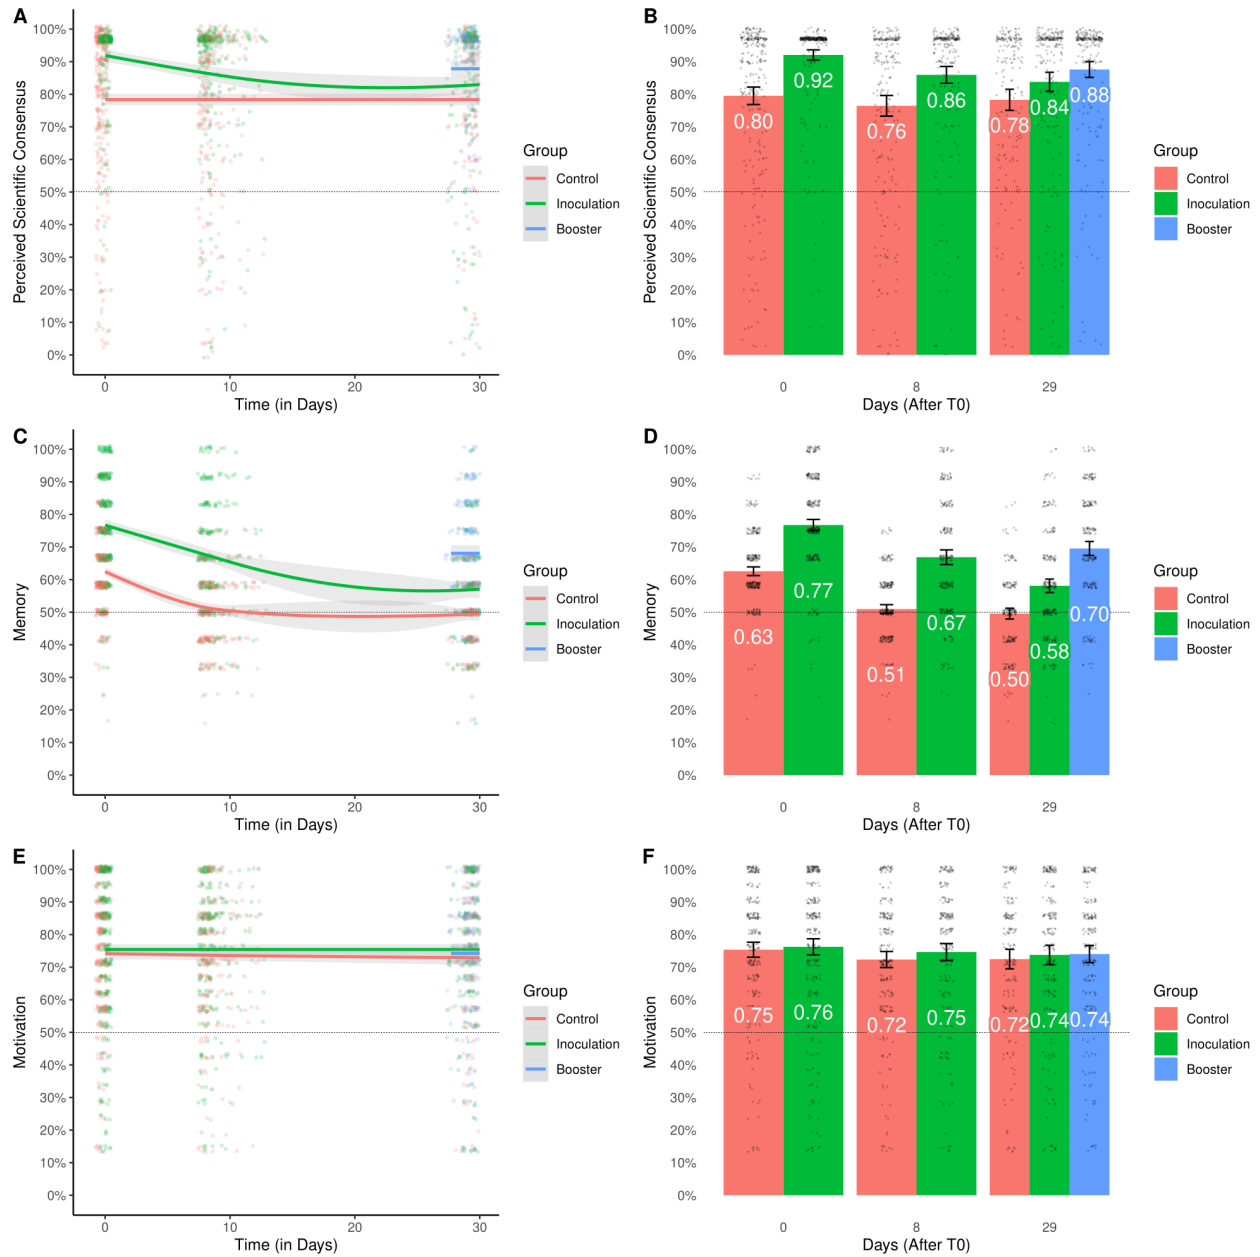 A
100%
90%
80%
70%
60%
50%
40%
30%
20%
10%
0%
Perceived Scientific Consensus
0 10 20 30
Time (in Days)
Group
Control
Inoculation
Booster
B
100%
90%
80%
70%
60%
50%
40%
30%
20%
10%
0%
Perceived Scientific Consensus
0.80 0.92 0.76 0.86 0.78 0.84 0.88
0 8 29
Days (After T0)
Group
Control
Inoculation
Booster
C
100%
90%
80%
70%
60%
50%
40%
30%
20%
10%
0%
Memory
0 10 20 30
Time (in Days)
Group
Control
Inoculation
Booster
D
100%
90%
80%
70%
60%
50%
40%
30%
20%
10%
0%
Memory
0.63 0.77 0.51 0.67 0.50 0.58 0.70
0 8 29
Days (After T0)
Group
Control
Inoculation
Booster
E
100%
90%
80%
70%
60%
50%
40%
30%
20%
10%
0%
Motivation
0 10 20 30
Time (in Days)
Group
Control
Inoculation
Booster
F
100%
90%
80%
70%
60%
50%
40%
30%
20%
10%
0%
Motivation
0.75 0.76 0.72 0.75 0.72 0.74 0.74
0 8 29
Days (After T0)
Group
Control
Inoculation
Booster